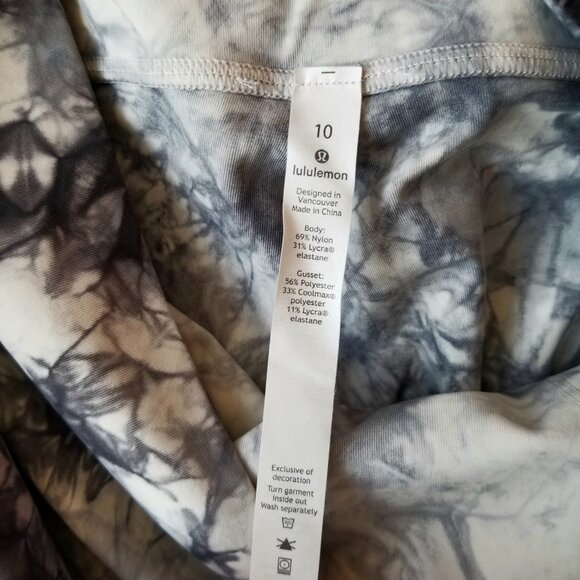 10
lululemon
Designed in
Vancouver
Made in China
Body:
69% Nylon
31% Lycra®
elastane
Gusset:
56% Polyester
33% Coolmax®
polyester
11% Lycra®
elastane
Exclusive of
decoration
Turn garment
inside out
Wash separately